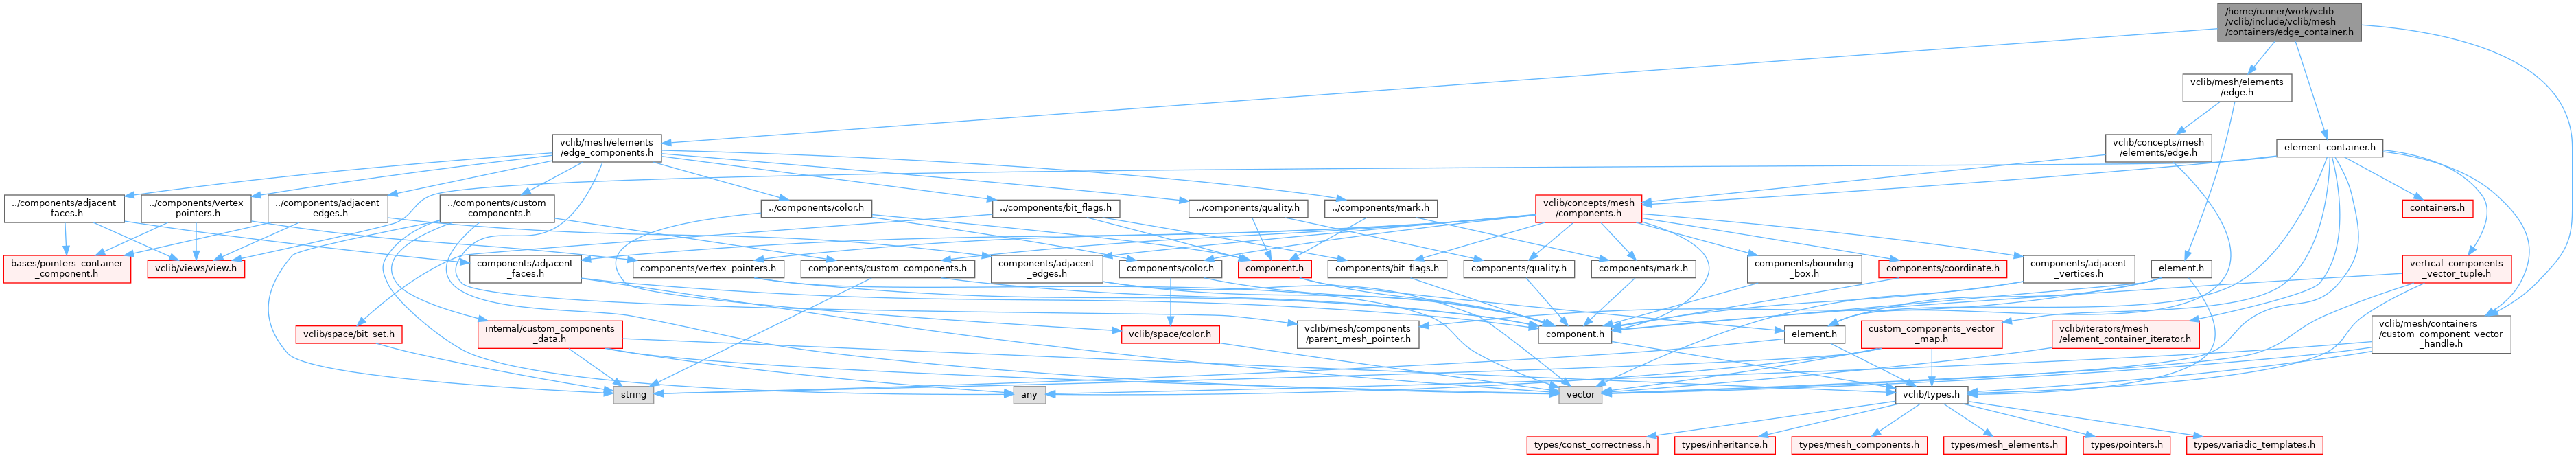 /home/runner/work/vclib
/vclib/include/vclib/mesh
/containers/edge_container.h
vclib/mesh/elements
/edge.h
vclib/mesh/elements
/edge_components.h
vclib/concepts/mesh
/elements/edge.h
element_container.h
../components/adjacent
_faces.h
../components/vertex
_pointers.h
../components/adjacent
_edges.h
../components/custom
_components.h
../components/color.h
../components/bit_flags.h
../components/quality.h
../components/mark.h
vclib/concepts/mesh
/components.h
containers.h
bases/pointers_container
_component.h
vclib/views/view.h
components/adjacent
_faces.h
components/vertex_pointers.h
components/custom_components.h
components/adjacent
_edges.h
components/color.h
component.h
components/bit_flags.h
components/quality.h
components/mark.h
components/bounding
_box.h
components/coordinate.h
components/adjacent
_vertices.h
element.h
vertical_components
_vector_tuple.h
vclib/space/bit_set.h
internal/custom_components
_data.h
vclib/mesh/components
/parent_mesh_pointer.h
vclib/space/color.h
component.h
element.h
custom_components_vector
_map.h
vclib/iterators/mesh
/element_container_iterator.h
vclib/mesh/containers
/custom_component_vector
_handle.h
string
any
vector
vclib/types.h
types/const_correctness.h
types/inheritance.h
types/mesh_components.h
types/mesh_elements.h
types/pointers.h
types/variadic_templates.h